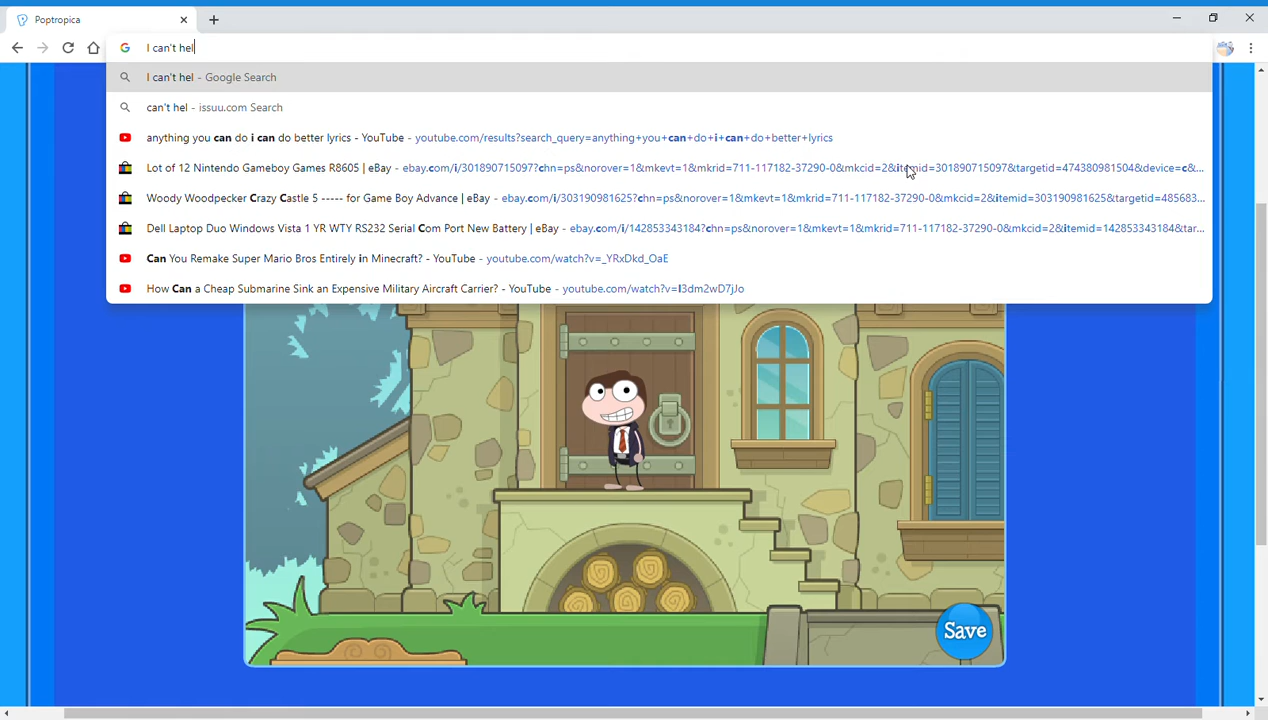 Poptropica
I can't hel
I can't hel - Google Search
can't hel - issuu.com Search
anything you can do i can do better lyrics - YouTube - youtube.com/results?search_query=anything+you+can+do+i+can+do+better+lyrics
Lot of 12 Nintendo Gameboy Games R8605 | eBay - ebay.com/i/301890715097?chn=ps&norover=1&mkevt=1&mkrid=711-117182-37290-0&mkcid=2&itemid=301890715097&targetid=474380981504&device=c&...
Woody Woodpecker Crazy Castle 5 ----- for Game Boy Advance | eBay - ebay.com/i/303190981625?chn=ps&norover=1&mkevt=1&mkrid=711-117182-37290-0&mkcid=2&itemid=303190981625&targetid=485683...
Dell Laptop Duo Windows Vista 1 YR WTY RS232 Serial Com Port New Battery | eBay - ebay.com/i/142853343184?chn=ps&norover=1&mkevt=1&mkrid=711-117182-37290-0&mkcid=2&itemid=142853343184&tar...
Can You Remake Super Mario Bros Entirely in Minecraft? - YouTube - youtube.com/watch?v=_YRxDkd_OaE
How Can a Cheap Submarine Sink an Expensive Military Aircraft Carrier? - YouTube - youtube.com/watch?v=l3dm2wD7jJo
Save